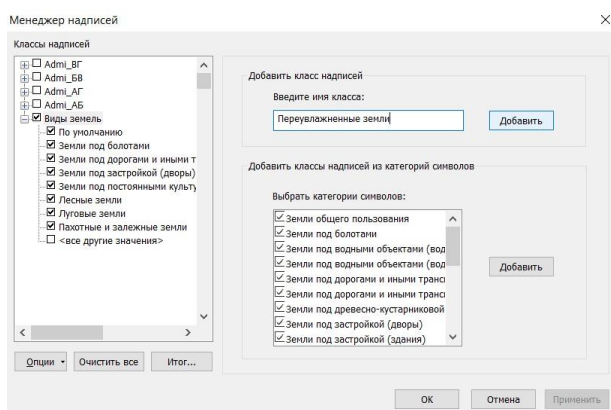 Менеджер надписей
Классы надписей
Admi_ВГ
Admi_БВ
Admi_АГ
Admi_АБ
Виды земель
По умолчанию
Земли под болотами
Земли под дорогами и иными т
Земли под застройкой (дворы)
Земли под постоянными культу
Лесные земли
Луговые земли
Пахотные и залежные земли
<все другие значения>
Опции
Очистить все
Итог...
Добавить класс надписей
Введите имя класса:
Переувлажненные земли
Добавить
Добавить классы надписей из категорий символов
Выбрать категории символов:
Земли общего пользования
Земли под болотами
Земли под водными объектами (вод
Земли под водными объектами (вод
Земли под дорогами и иными трансп
Земли под дорогами и иными трансп
Земли под древесно-кустарниковой
Земли под застройкой (дворы)
Земли под застройкой (здания)
Добавить
ОК
Отмена
Применить